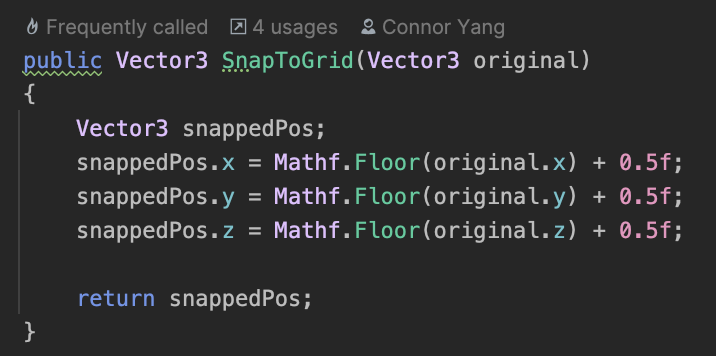 Frequently called 4 usages Connor Yang
public Vector3 SnapToGrid(Vector3 original)
{
    Vector3 snappedPos;
    snappedPos.x = Mathf.Floor(original.x) + 0.5f;
    snappedPos.y = Mathf.Floor(original.y) + 0.5f;
    snappedPos.z = Mathf.Floor(original.z) + 0.5f;

    return snappedPos;
}